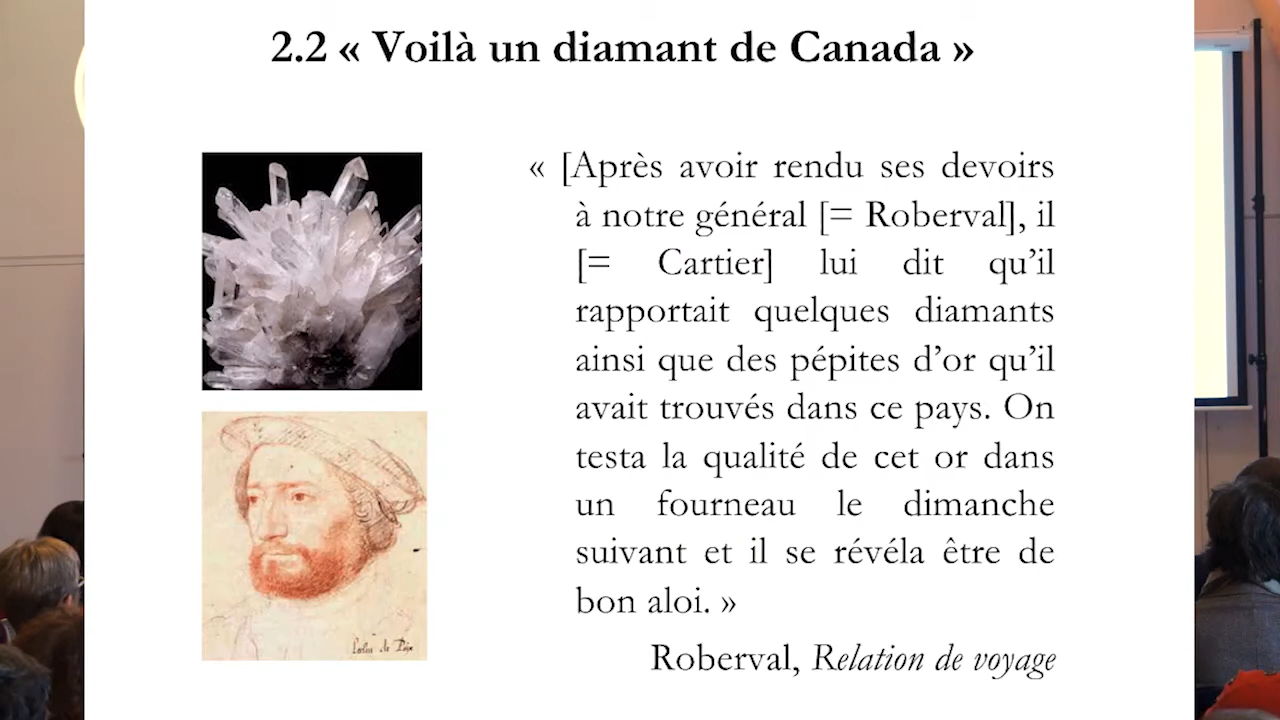 2.2 « Voilà un diamant de Canada »
« [Après avoir rendu ses devoirs
à notre général [= Roberval], il
[= Cartier] lui dit qu’il
rapportait quelques diamants
ainsi que des pépites d’or qu’il
avait trouvés dans ce pays. On
testa la qualité de cet or dans
un fourneau le dimanche
suivant et il se révéla être de
bon aloi. »
Roberval, Relation de voyage